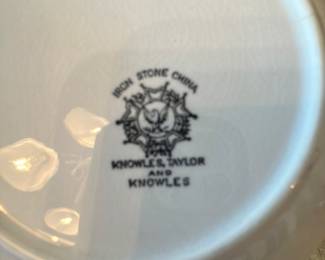 IRON STONE CHINA
KNOWLES, TAYLOR
AND
KNOWLES